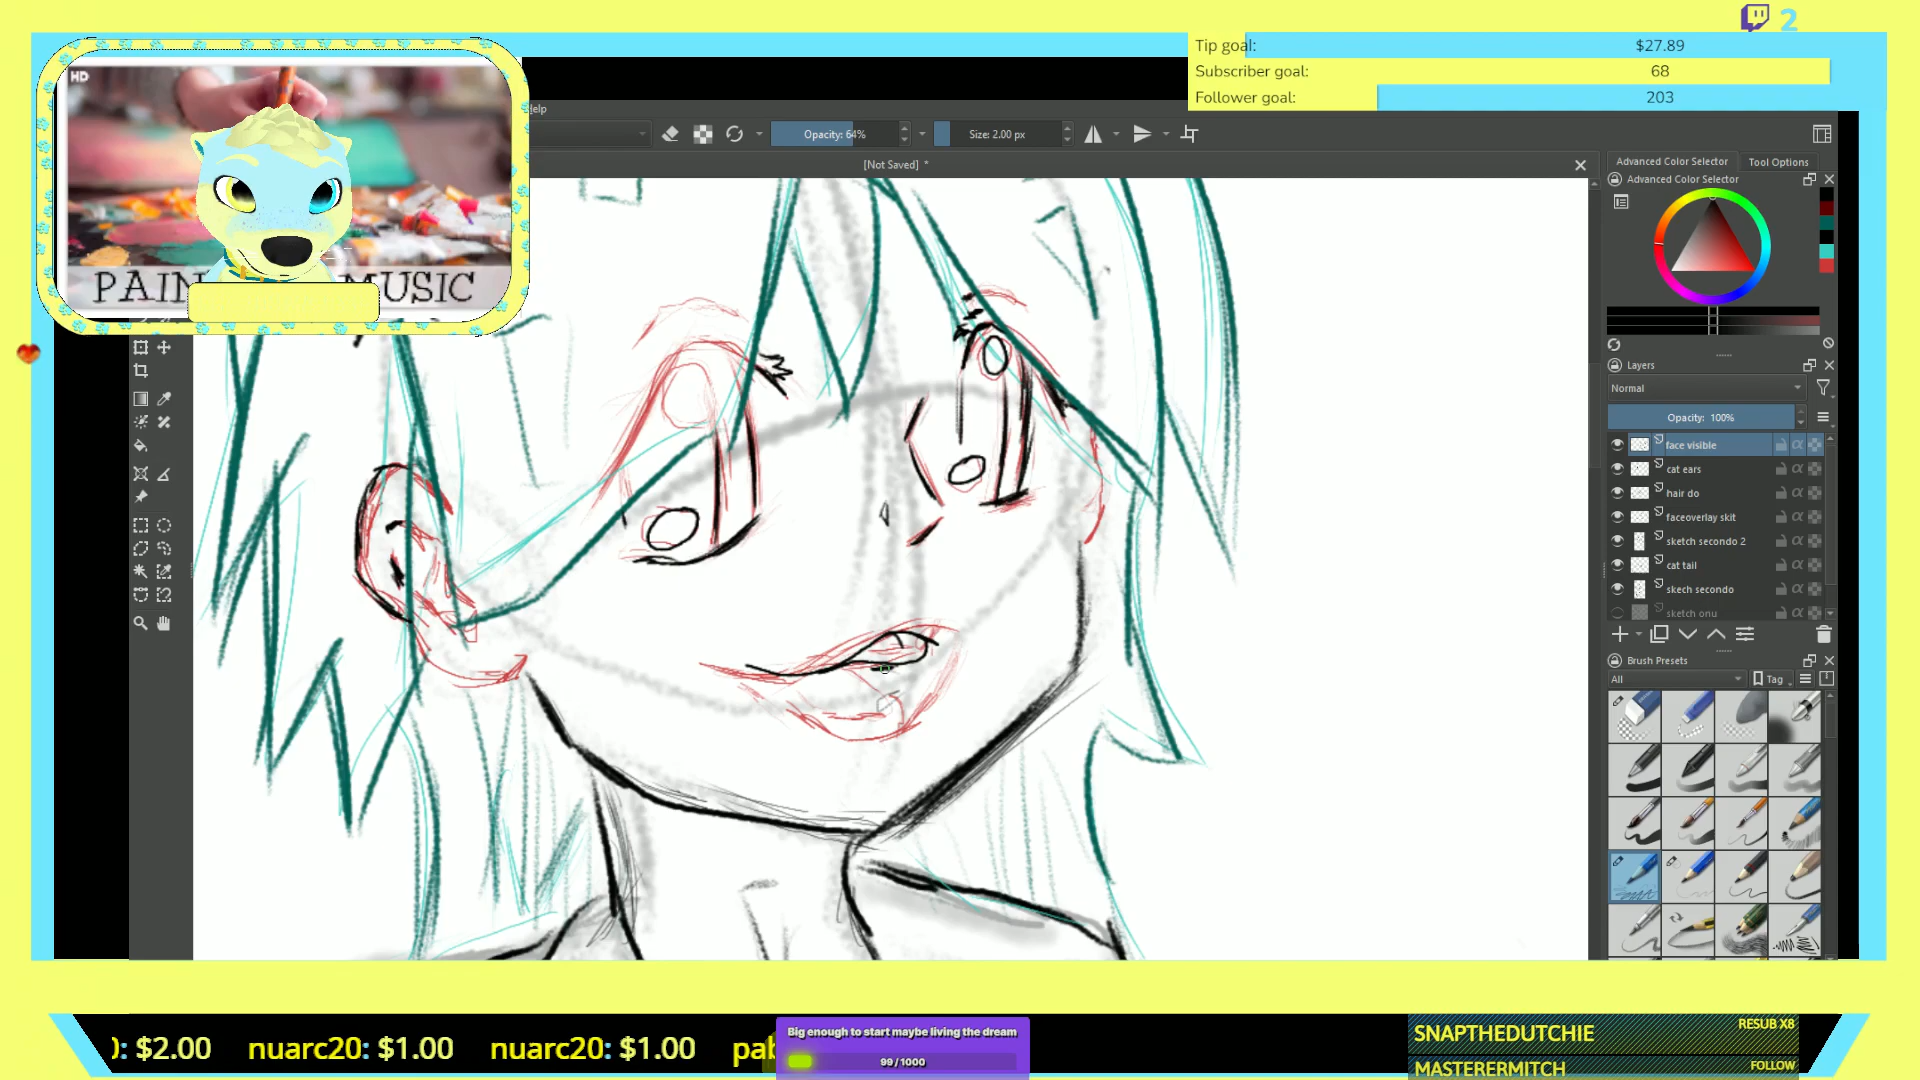 2
Tip goal: $27.89
Subscriber goal: 68
Follower goal: 203
HD
MUSIC
Opacity: 64%
Size: 2.00 px
[Not Saved] *
Advanced Color Selector
Tool Options
Advanced Color Selector
Layers
Normal
Opacity: 100%
face visible
cat ears
hair do
faceoverlay skit
sketch secondo 2
cat tail
skech secondo
sketch onu
Brush Presets
All
Tag
: $2.00 nuarc20: $1.00 nuarc20: $1.00
Big enough to start maybe living the dream
99 / 1000
SNAPTHEDUTCHIE RESUB X8
MASTERERMITCH FOLLOW